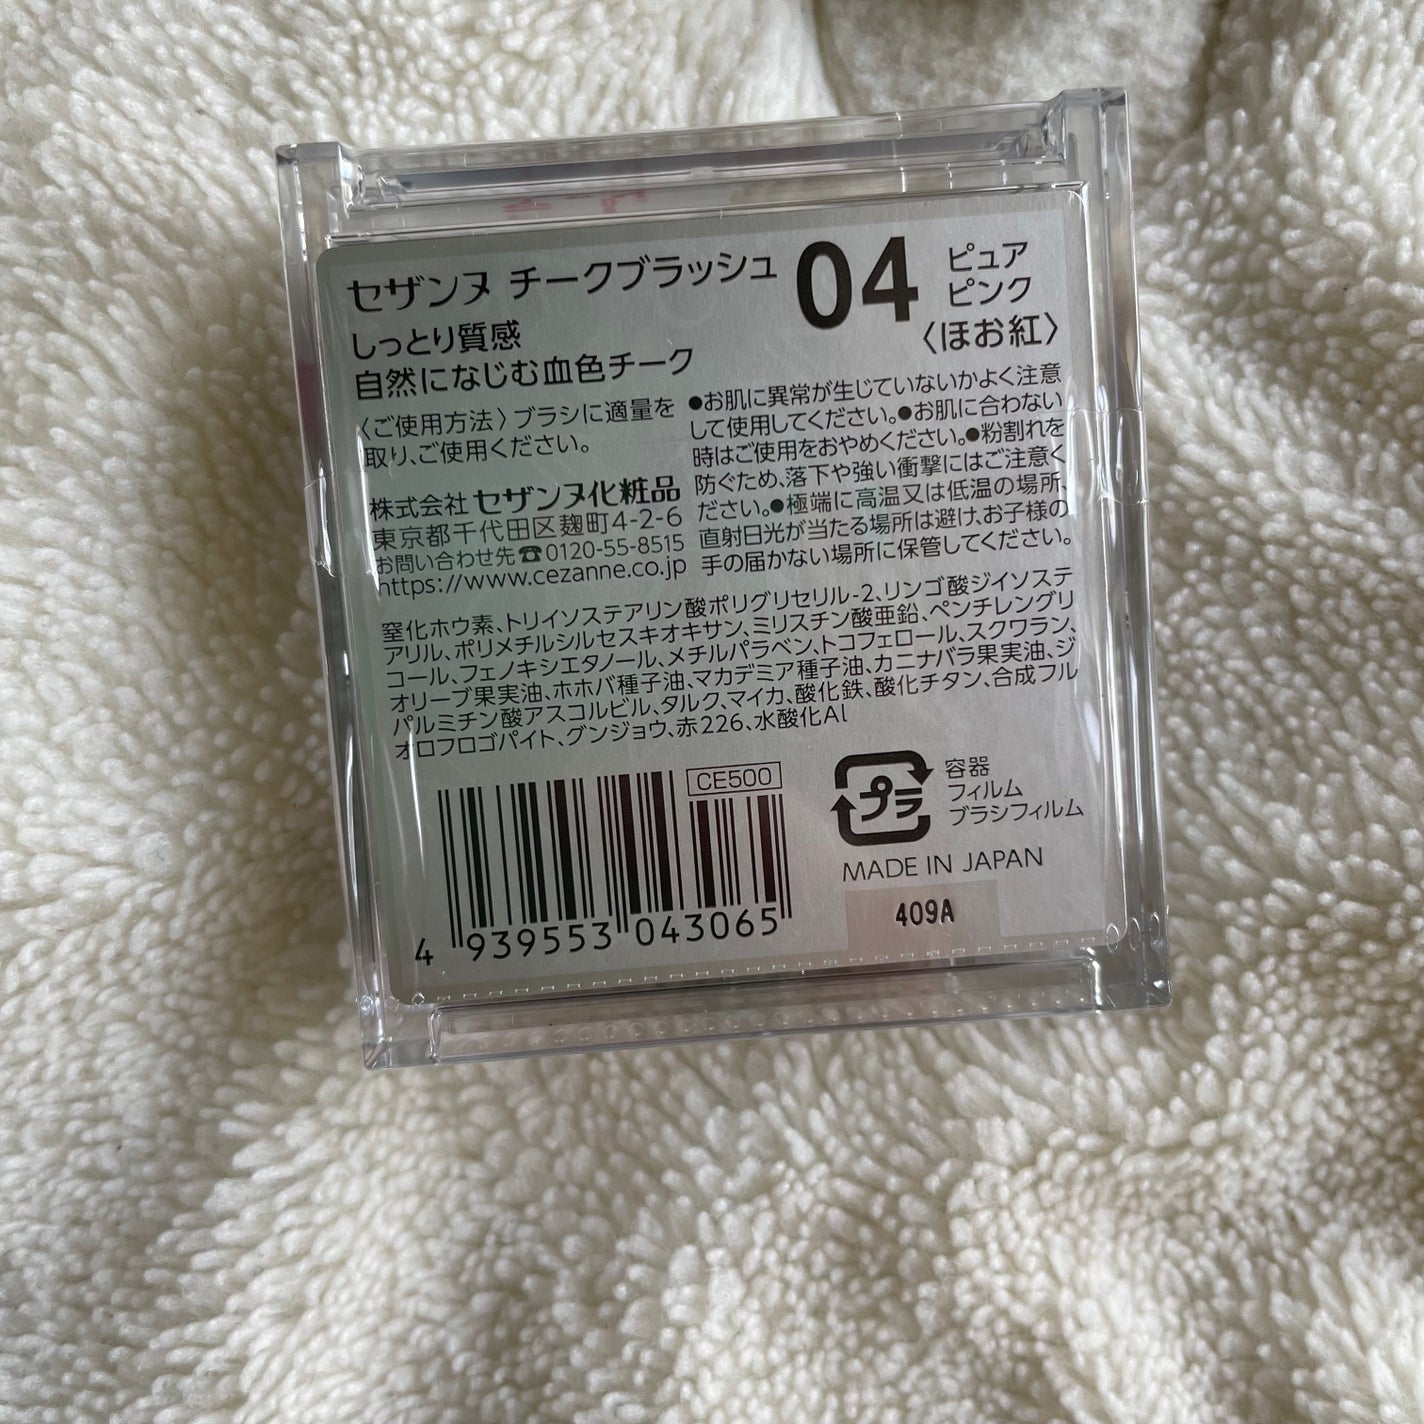 セザンヌ チークブラッシュ
04
ピュア
ピンク
〈ほお紅〉
しっとり質感
自然になじむ血色チーク
〈ご使用方法〉ブラシに適量を
取り、ご使用ください。
株式会社 セザンヌ化粧品
東京都千代田区麹町4-2-6
お問い合わせ先☎0120-55-8515
https://www.cezanne.co.jp
●お肌に異常が生じていないかよく注意
して使用してください。●お肌に合わない
時はご使用をおやめください。●粉割れを
防ぐため、落下や強い衝撃にはご注意く
ださい。●極端に高温又は低温の場所、
直射日光が当たる場所は避け、お子様の
手の届かない場所に保管してください。
窒化ホウ素、トリイソステアリン酸ポリグリセリル-2、リンゴ酸ジイソステ
アリル、ポリメチルシルセスキオキサン、ミリスチン酸亜鉛、ペンチレングリ
コール、フェノキシエタノール、メチルパラベン、トコフェロール、スクワラン、
オリーブ果実油、ホホバ種子油、マカデミア種子油、カニナバラ果実油、ジ
パルミチン酸アスコルビル、タルク、マイカ、酸化鉄、酸化チタン、合成フル
オロフロゴパイト、グンジョウ、赤226、水酸化Al
CE500
4 939553 043065
プラ
容器
フィルム
ブラシフィルム
MADE IN JAPAN
409A